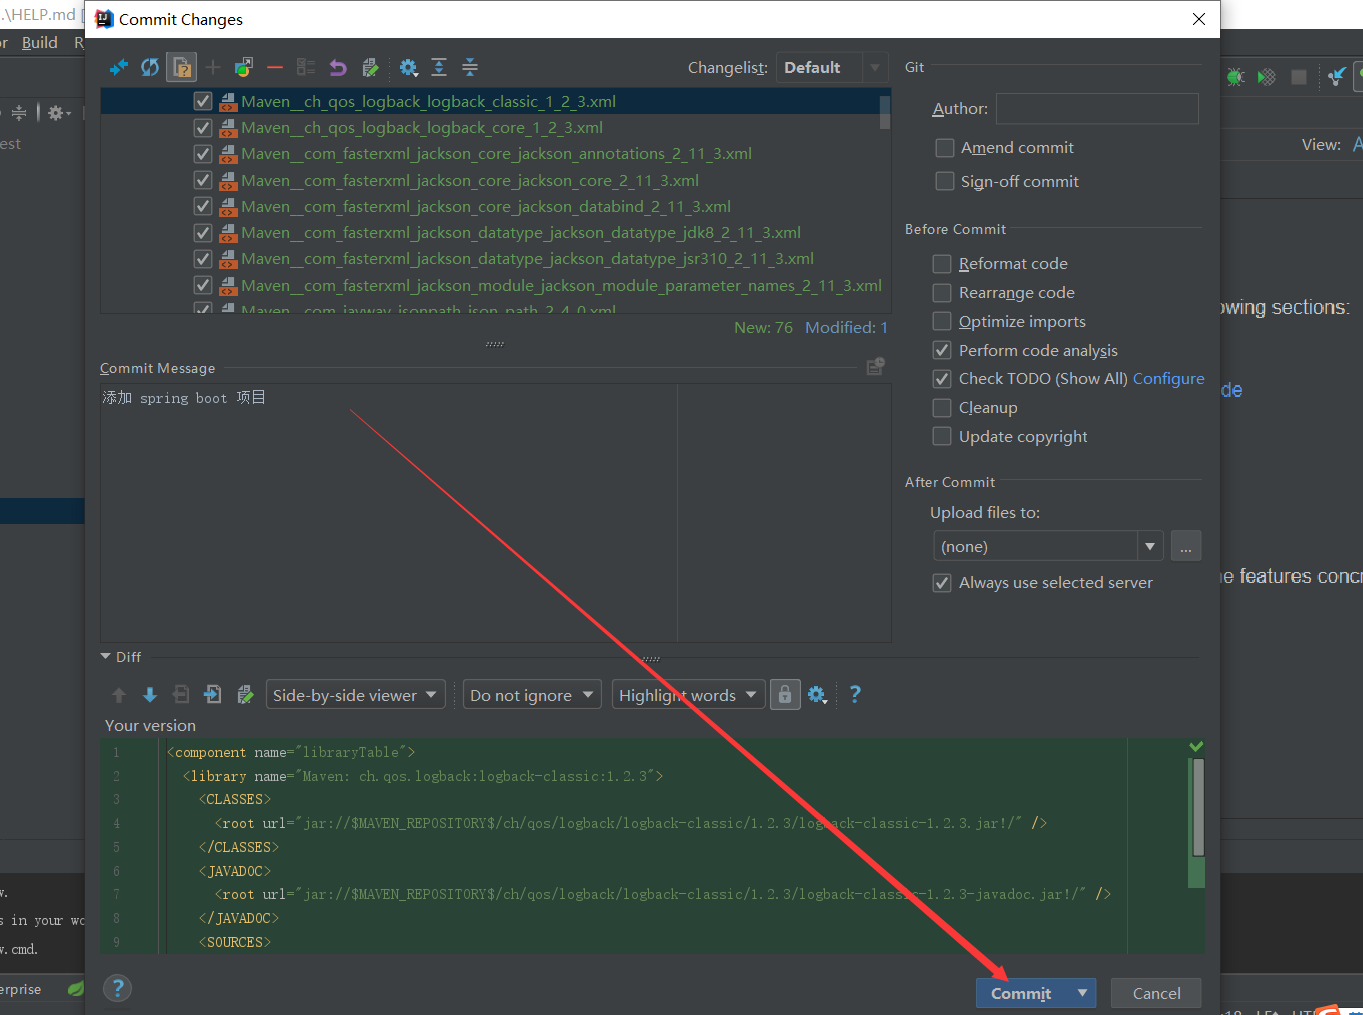 .\HELP.md
Commit Changes
or Build R
Changelist: Default
Git
Maven__ch_qos_logback_logback_classic_1_2_3.xml
Maven__ch_qos_logback_logback_core_1_2_3.xml
Maven__com_fasterxml_jackson_core_jackson_annotations_2_11_3.xml
Maven__com_fasterxml_jackson_core_jackson_core_2_11_3.xml
Maven__com_fasterxml_jackson_core_jackson_databind_2_11_3.xml
Maven__com_fasterxml_jackson_datatype_jackson_datatype_jdk8_2_11_3.xml
Maven__com_fasterxml_jackson_datatype_jackson_datatype_jsr310_2_11_3.xml
Maven__com_fasterxml_jackson_module_jackson_module_parameter_names_2_11_3.xml
Maven__com_jayway_jsonpath_json_path_2_4_0.xml
New: 76 Modified: 1
est
Author:
Amend commit
Sign-off commit
View: A
Before Commit
Reformat code
Rearrange code
Optimize imports
Perform code analysis
Check TODO (Show All) Configure
Cleanup
Update copyright
owing sections:
de
Commit Message
添加 spring boot 项目
After Commit
Upload files to:
(none)
...
Always use selected server
ne features concr
Diff
Side-by-side viewer
Do not ignore
Highlight words
?
Your version
1 <component name="libraryTable">
2 <library name="Maven: ch.qos.logback:logback-classic:1.2.3">
3 <CLASSES>
4 <root url="jar://$MAVEN_REPOSITORY$/ch/qos/logback/logback-classic/1.2.3/logback-classic-1.2.3.jar!/" />
5 </CLASSES>
6 <JAVADOC>
7 <root url="jar://$MAVEN_REPOSITORY$/ch/qos/logback/logback-classic/1.2.3/logback-classic-1.2.3-javadoc.jar!/" />
8 </JAVADOC>
9 <SOURCES>
w.
s in your wo
w.cmd.
erprise
?
Commit
Cancel